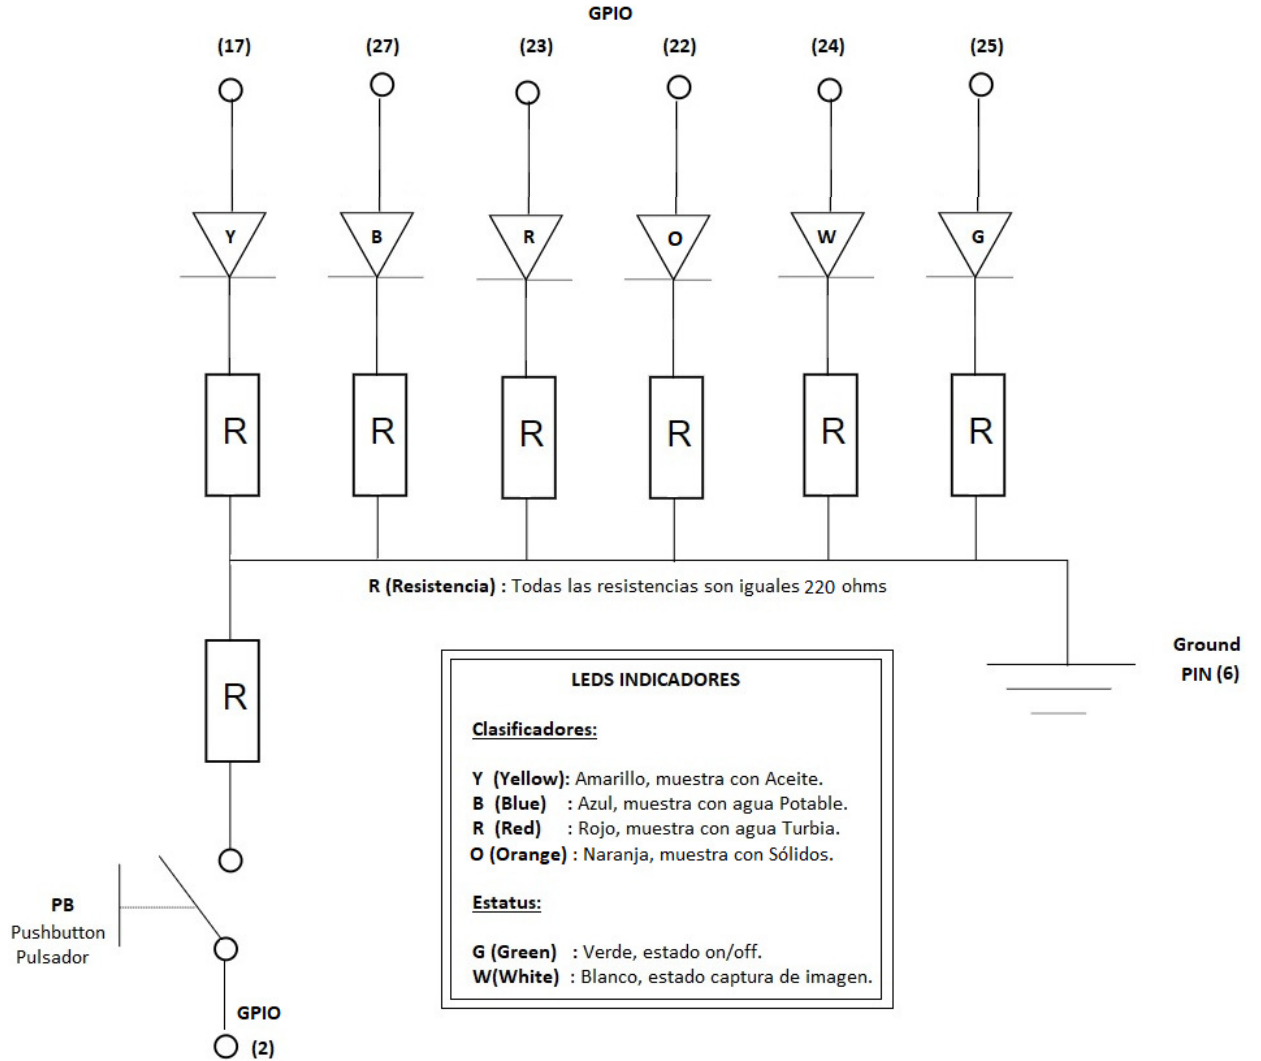 GPIO
(17) (27) (23) (22) (24) (25)
Y B R O W G
R R R R R R
R (Resistencia) : Todas las resistencias son iguales 220 ohms
R
Ground
PIN (6)
LEDS INDICADORES
Clasificadores:
Y (Yellow): Amarillo, muestra con Aceite.
B (Blue) : Azul, muestra con agua Potable.
R (Red) : Rojo, muestra con agua Turbia.
O (Orange) : Naranja, muestra con Sólidos.
Estatus:
G (Green) : Verde, estado on/off.
W(White) : Blanco, estado captura de imagen.
PB
Pushbutton
Pulsador
GPIO
(2)